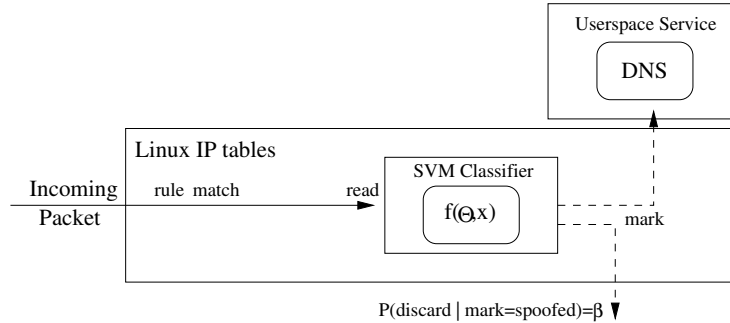 Userspace Service
DNS
Linux IP tables
SVM Classifier
Incoming
rule match
read
f(Θ,x)
Packet
mark
P(discard | mark=spoofed)=β